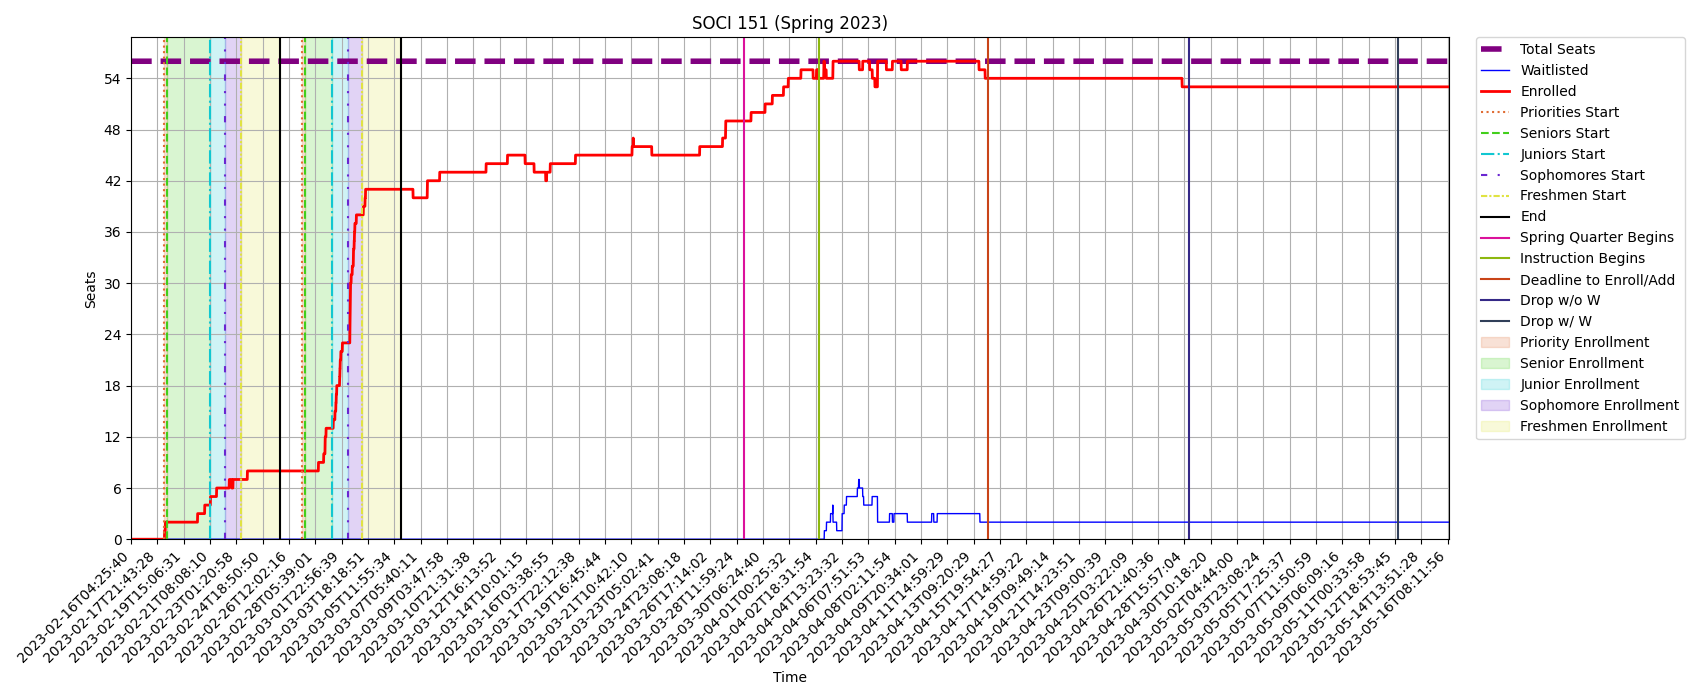 SOCI 151 (Spring 2023)
Seats
54
48
42
36
30
24
18
12
6
0
2023-02-16T04:25:40
2023-02-17T21:43:28
2023-02-19T15:06:31
2023-02-21T08:08:10
2023-02-23T01:20:58
2023-02-24T18:50:50
2023-02-26T12:02:16
2023-02-28T05:39:01
2023-03-01T22:56:39
2023-03-03T18:18:51
2023-03-05T11:55:34
2023-03-07T05:40:11
2023-03-09T03:47:58
2023-03-10T21:31:38
2023-03-12T16:13:52
2023-03-14T10:01:15
2023-03-16T03:38:55
2023-03-17T22:12:38
2023-03-19T16:45:44
2023-03-21T10:42:10
2023-03-23T05:02:41
2023-03-24T23:08:18
2023-03-26T17:14:02
2023-03-28T11:59:24
2023-03-30T06:24:40
2023-04-01T00:25:32
2023-04-02T18:31:54
2023-04-04T13:23:32
2023-04-06T07:51:53
2023-04-08T02:11:54
2023-04-09T20:34:01
2023-04-11T14:59:29
2023-04-13T09:20:29
2023-04-15T19:54:27
2023-04-17T14:59:22
2023-04-19T09:49:14
2023-04-21T14:23:51
2023-04-23T09:00:39
2023-04-25T03:22:09
2023-04-26T21:40:36
2023-04-28T15:57:04
2023-04-30T10:18:20
2023-05-02T04:44:00
2023-05-03T23:08:24
2023-05-05T17:25:37
2023-05-07T11:50:59
2023-05-09T06:09:16
2023-05-11T00:33:58
2023-05-12T18:53:45
2023-05-14T13:51:28
2023-05-16T08:11:56
Time
Total Seats
Waitlisted
Enrolled
Priorities Start
Seniors Start
Juniors Start
Sophomores Start
Freshmen Start
End
Spring Quarter Begins
Instruction Begins
Deadline to Enroll/Add
Drop w/o W
Drop w/ W
Priority Enrollment
Senior Enrollment
Junior Enrollment
Sophomore Enrollment
Freshmen Enrollment